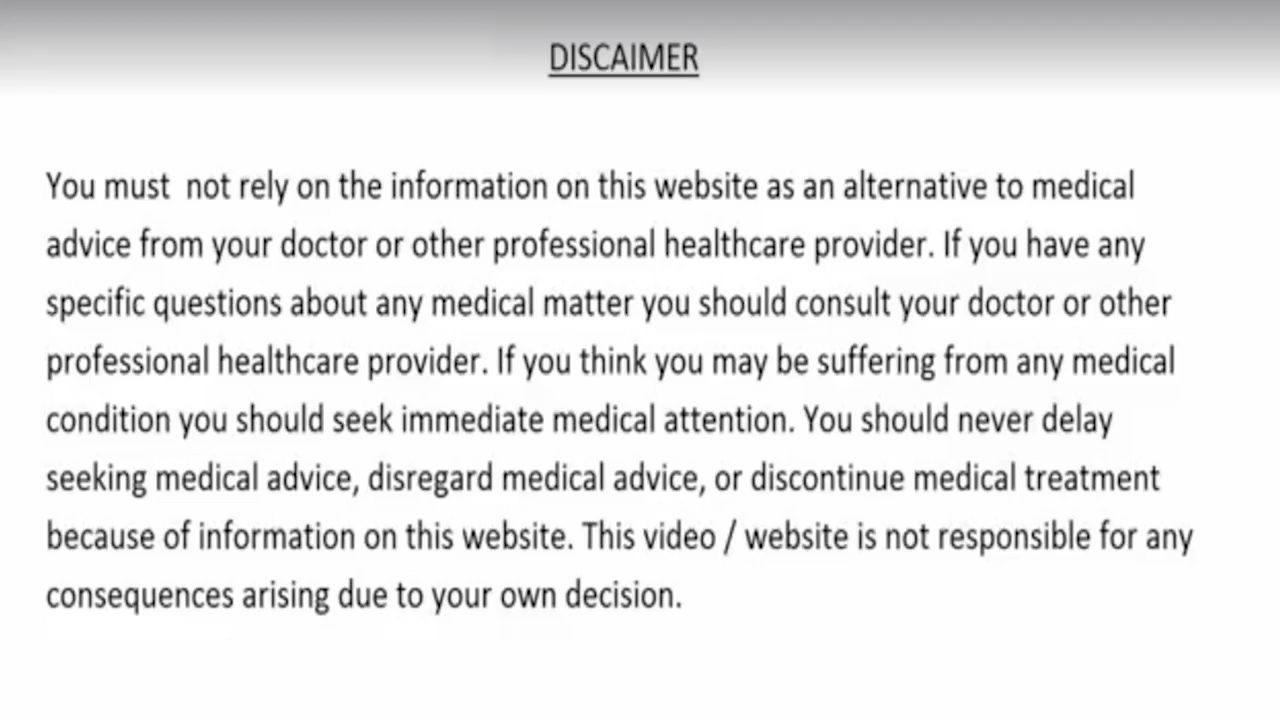 DISCAIMER
You must  not rely on the information on this website as an alternative to medical
advice from your doctor or other professional healthcare provider. If you have any
specific questions about any medical matter you should consult your doctor or other
professional healthcare provider. If you think you may be suffering from any medical
condition you should seek immediate medical attention. You should never delay
seeking medical advice, disregard medical advice, or discontinue medical treatment
because of information on this website. This video / website is not responsible for any
consequences arising due to your own decision.